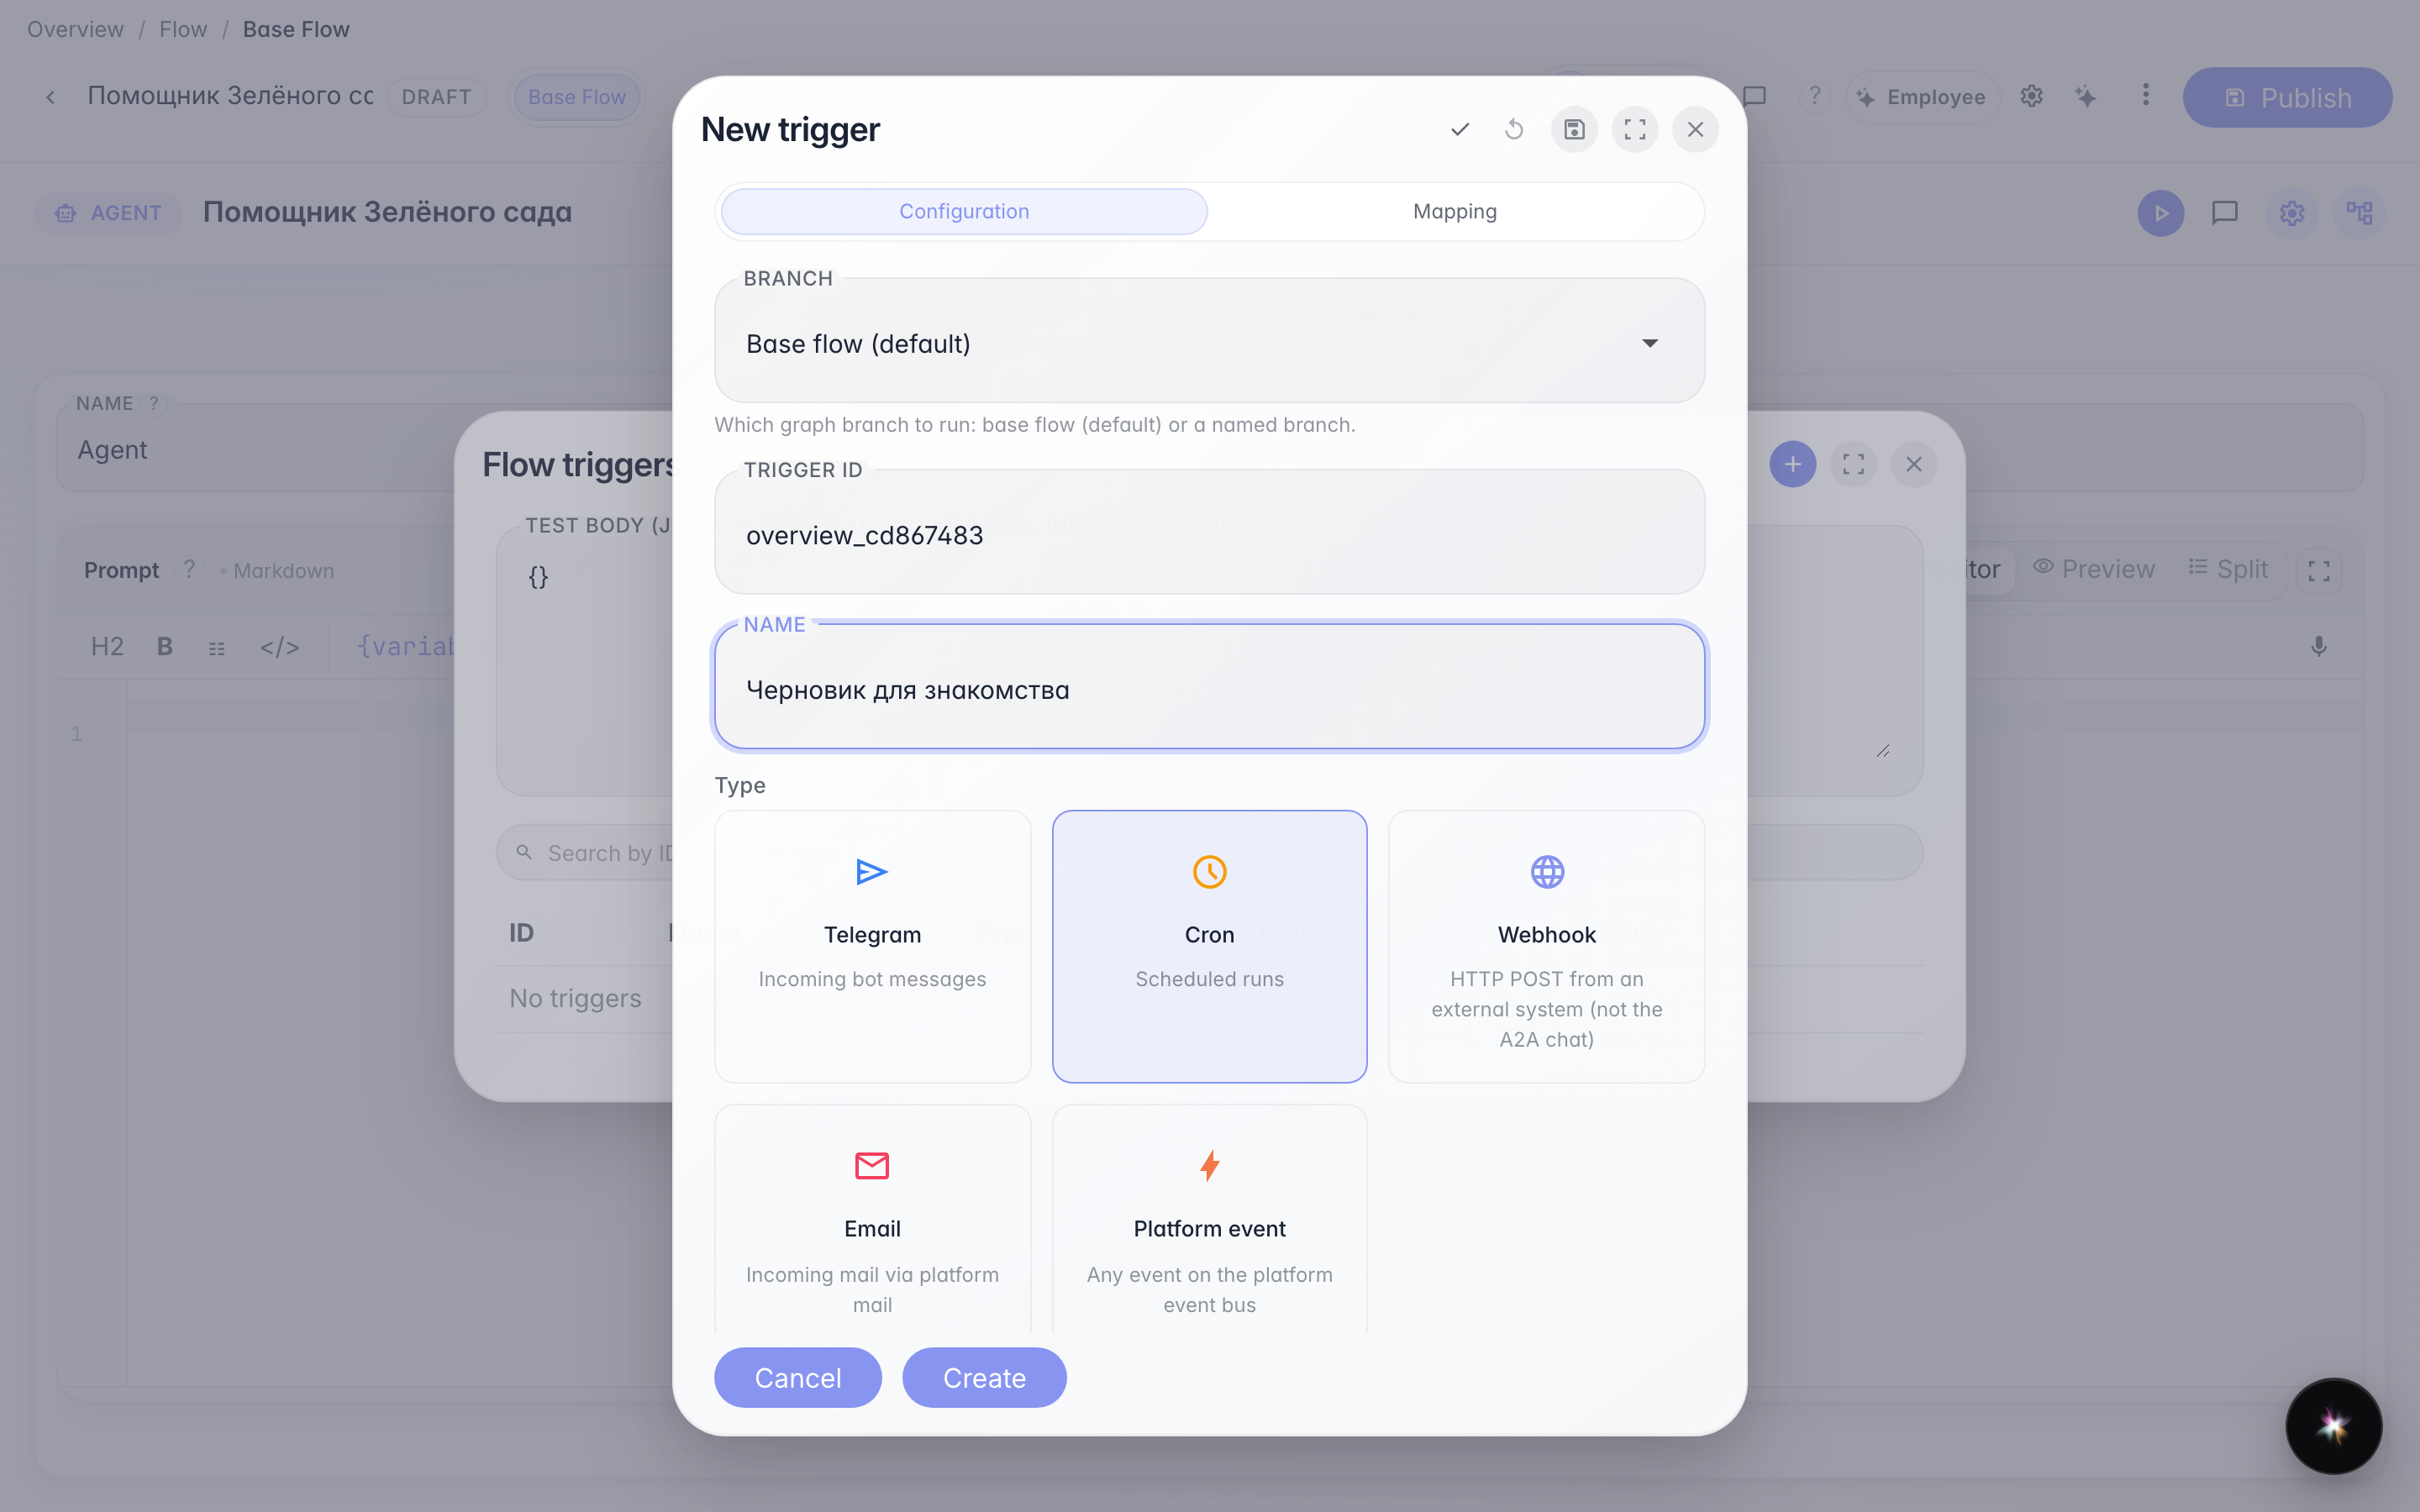 Overview / Flow / Base Flow
Помощник Зелёного сс DRAFT Base Flow
? Employee Publish
AGENT Помощник Зелёного сада
New trigger
Configuration Mapping
BRANCH
Base flow (default)
Which graph branch to run: base flow (default) or a named branch.
TRIGGER ID
overview_cd867483
NAME
Черновик для знакомства
Type
Telegram
Incoming bot messages
Cron
Scheduled runs
Webhook
HTTP POST from an
external system (not the
A2A chat)
Email
Incoming mail via platform
mail
Platform event
Any event on the platform
event bus
Cancel Create
NAME ?
Agent
Flow triggers
TEST BODY (J
{}
Prompt ? Markdown
itor Preview Split
H2 B </> {variab
1
Search by ID
ID Name Type Status
No triggers